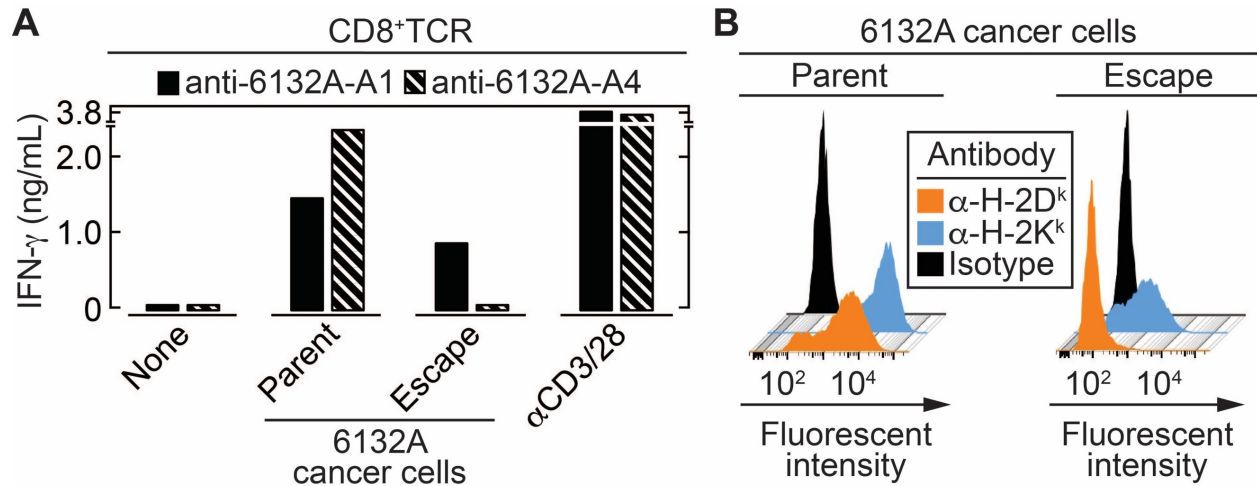 A
CD8⁺TCR
anti-6132A-A1 anti-6132A-A4
IFN-γ (ng/mL)
3.8
2.0
1.0
0
None
Parent
Escape
αCD3/28
6132A
cancer cells
B
6132A cancer cells
Parent
Escape
Antibody
α-H-2Dᵏ
α-H-2Kᵏ
Isotype
10² 10⁴
10² 10⁴
Fluorescent
intensity
Fluorescent
intensity